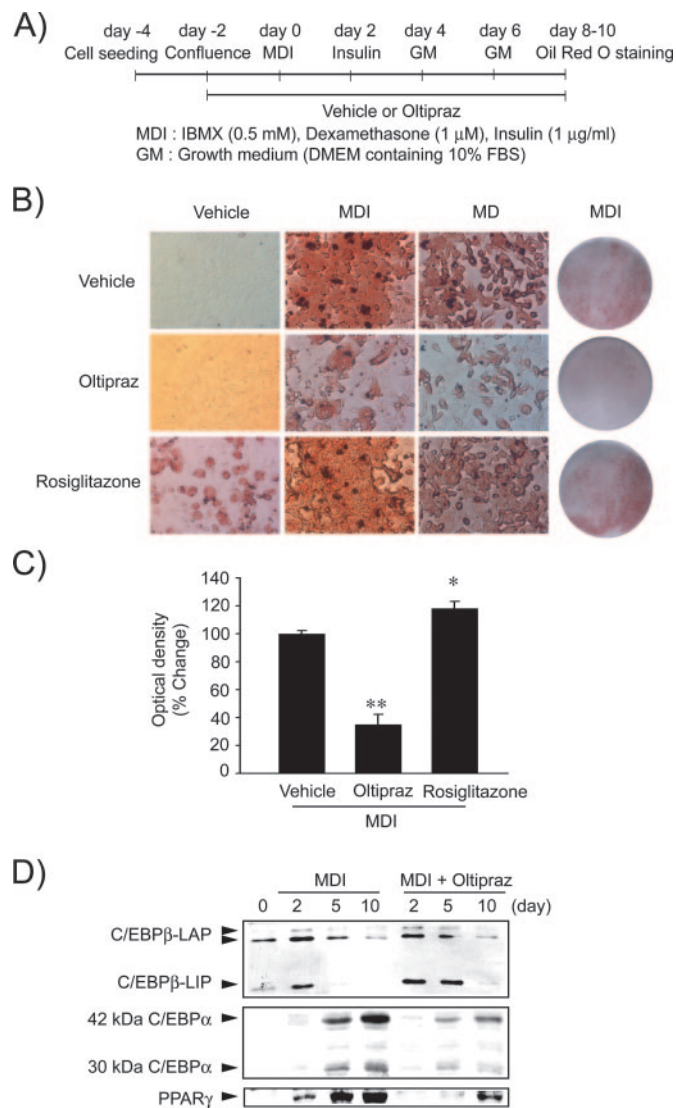 A)
day -4 day -2 day 0 day 2 day 4 day 6 day 8-10
Cell seeding Confluence MDI Insulin GM GM Oil Red O staining
Vehicle or Oltipraz
MDI : IBMX (0.5 mM), Dexamethasone (1 μM), Insulin (1 μg/ml)
GM : Growth medium (DMEM containing 10% FBS)
B)
Vehicle MDI MD MDI
Vehicle
Oltipraz
Rosiglitazone
C)
Optical density
(% Change)
140
120
100
80
60
40
20
0
*
**
Vehicle Oltipraz Rosiglitazone
MDI
D)
MDI MDI + Oltipraz
0 2 5 10 2 5 10 (day)
C/EBPβ-LAP
C/EBPβ-LIP
42 kDa C/EBPα
30 kDa C/EBPα
PPARγ